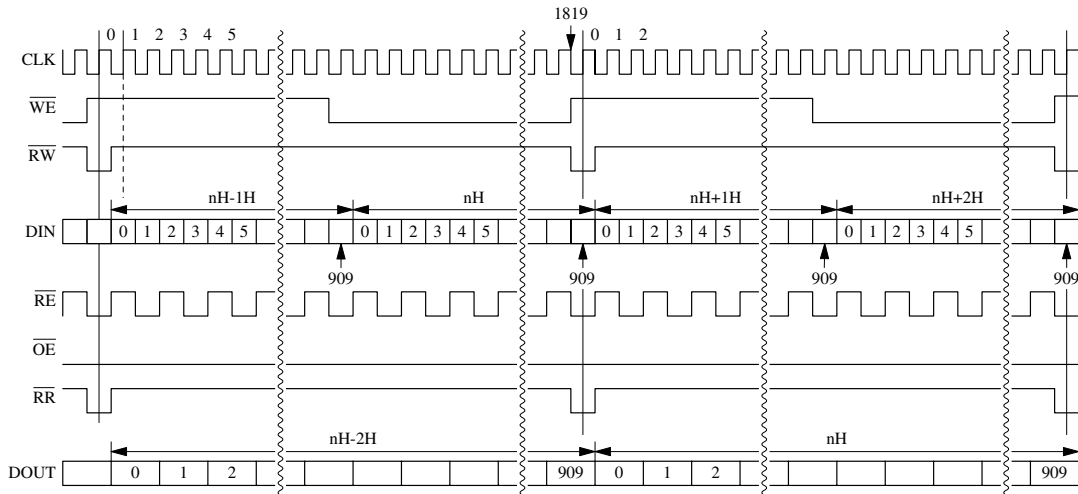 1819
0 1 2 3 4 5 0 1 2
CLK
WE
RW
nH-1H nH nH+1H nH+2H
DIN 0 1 2 3 4 5 0 1 2 3 4 5 0 1 2 3 4 5 0 1 2 3 4 5
909 909 909 909
RE
OE
RR
nH-2H nH
DOUT 0 1 2 909 0 1 2 909